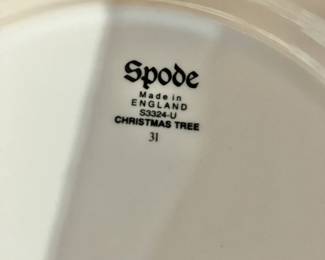 Spode
Made in
ENGLAND
S3324-U
CHRISTMAS TREE
31